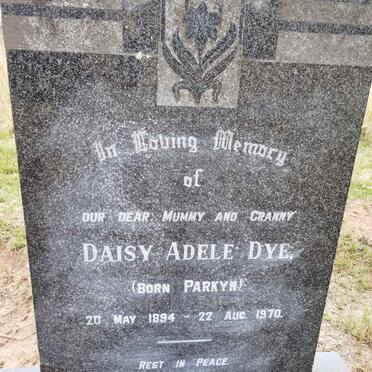 In Loving Memory
of
OUR DEAR MUMMY AND GRANNY
DAISY ADELE DYE.
(BORN PARKYN)
20 MAY 1894 - 22 AUG. 1970.
REST IN PEACE.